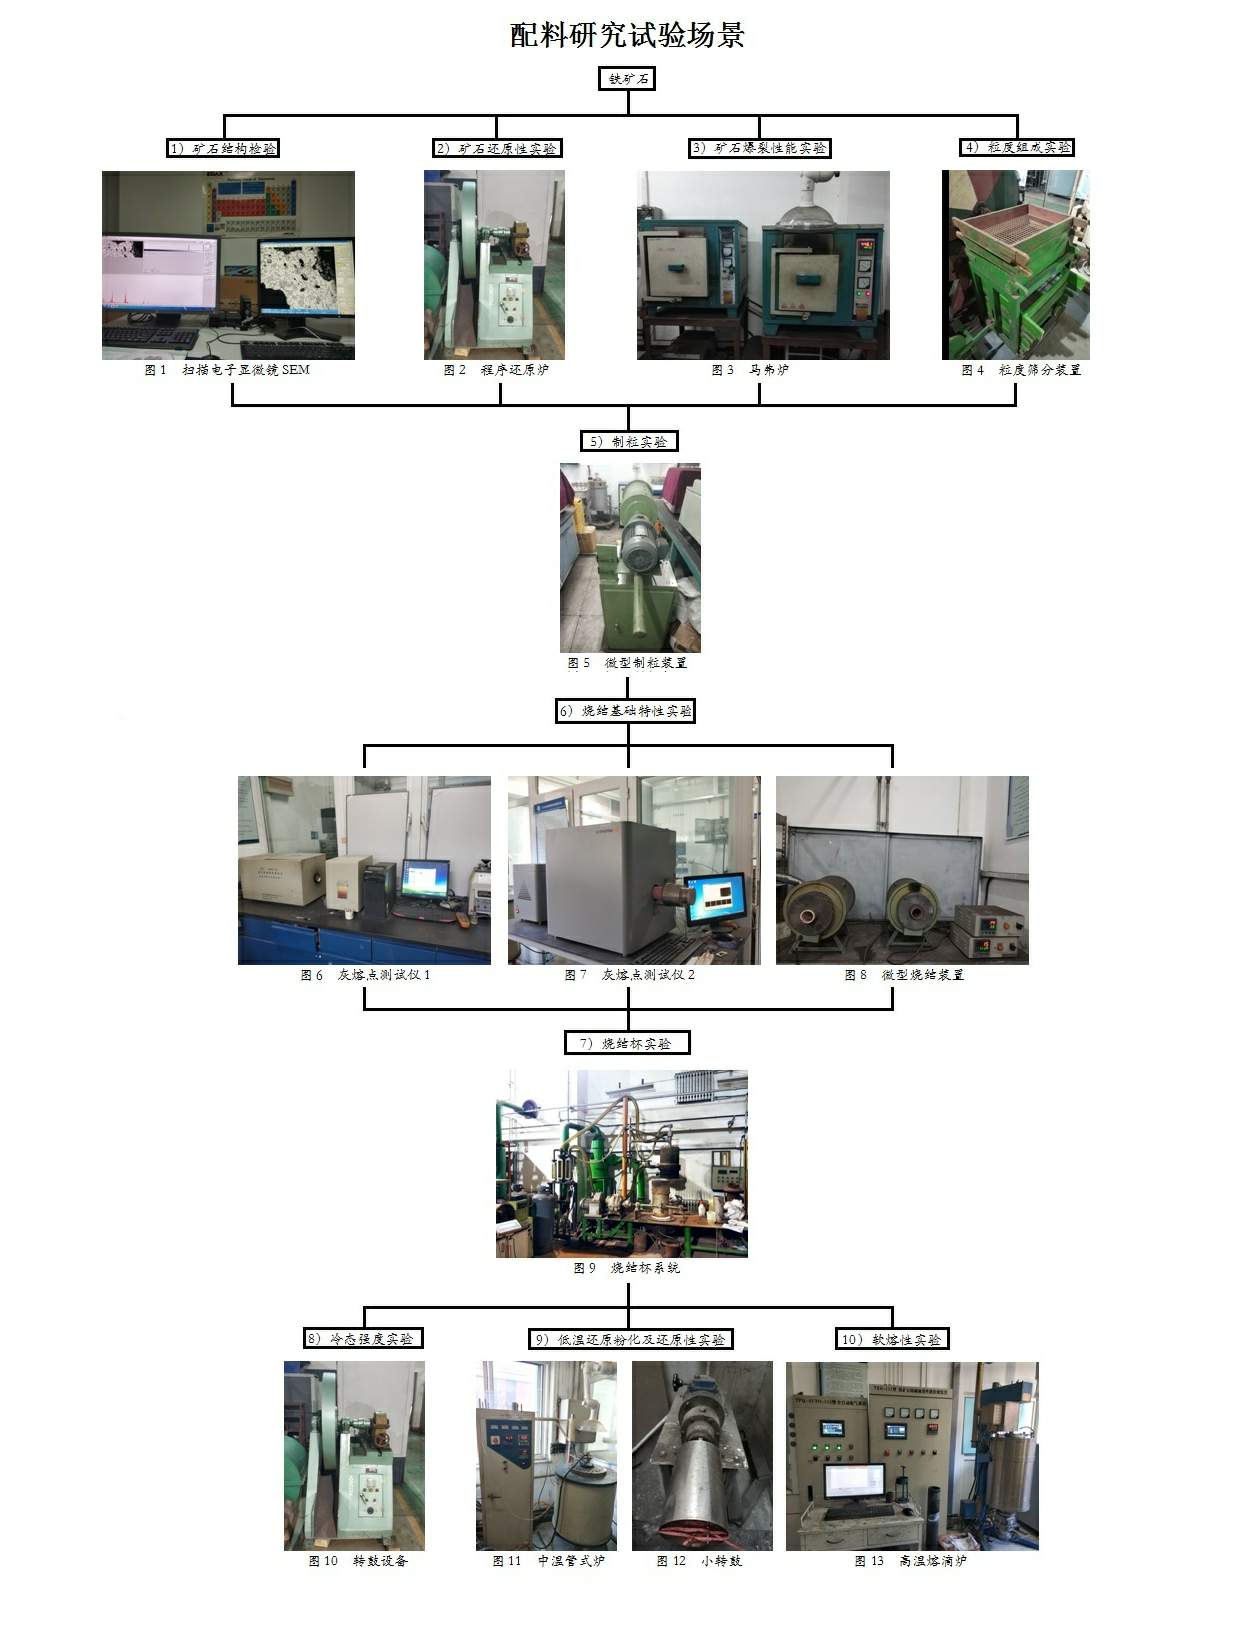 配料研究试验场景
铁矿石
1）矿石结构检验
2）矿石还原性实验
3）矿石爆裂性能实验
4）粒度组成实验
图 1 扫描电子显微镜 SEM
图 2 程序还原炉
图 3 马弗炉
图 4 粒度筛分装置
5）制粒实验
图 5 微型制粒装置
6）烧结基础特性实验
图 6 灰熔点测试仪 1
图 7 灰熔点测试仪 2
图 8 微型烧结装置
7）烧结杯实验
图 9 烧结杯系统
8）冷态强度实验
9）低温还原粉化及还原性实验
10）软熔性实验
图 10 转鼓设备
图 11 中温管式炉
图 12 小转鼓
图 13 高温熔滴炉